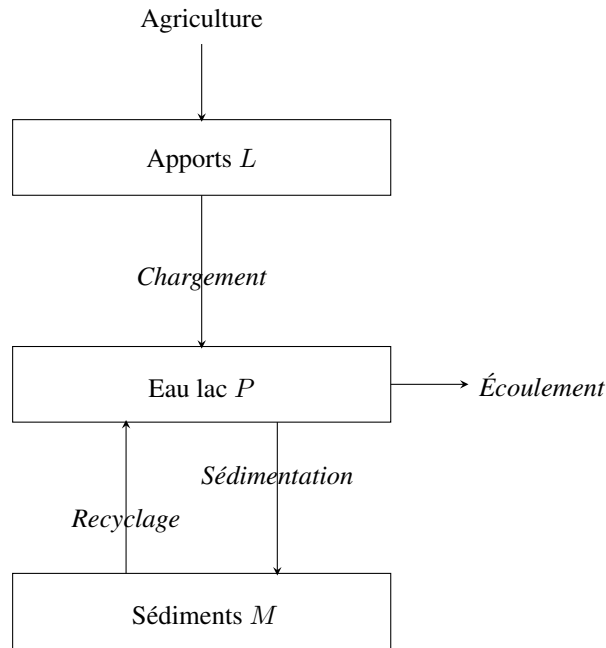 Agriculture
Apports L
Chargement
Eau lac P
Écoulement
Sédimentation
Recyclage
Sédiments M